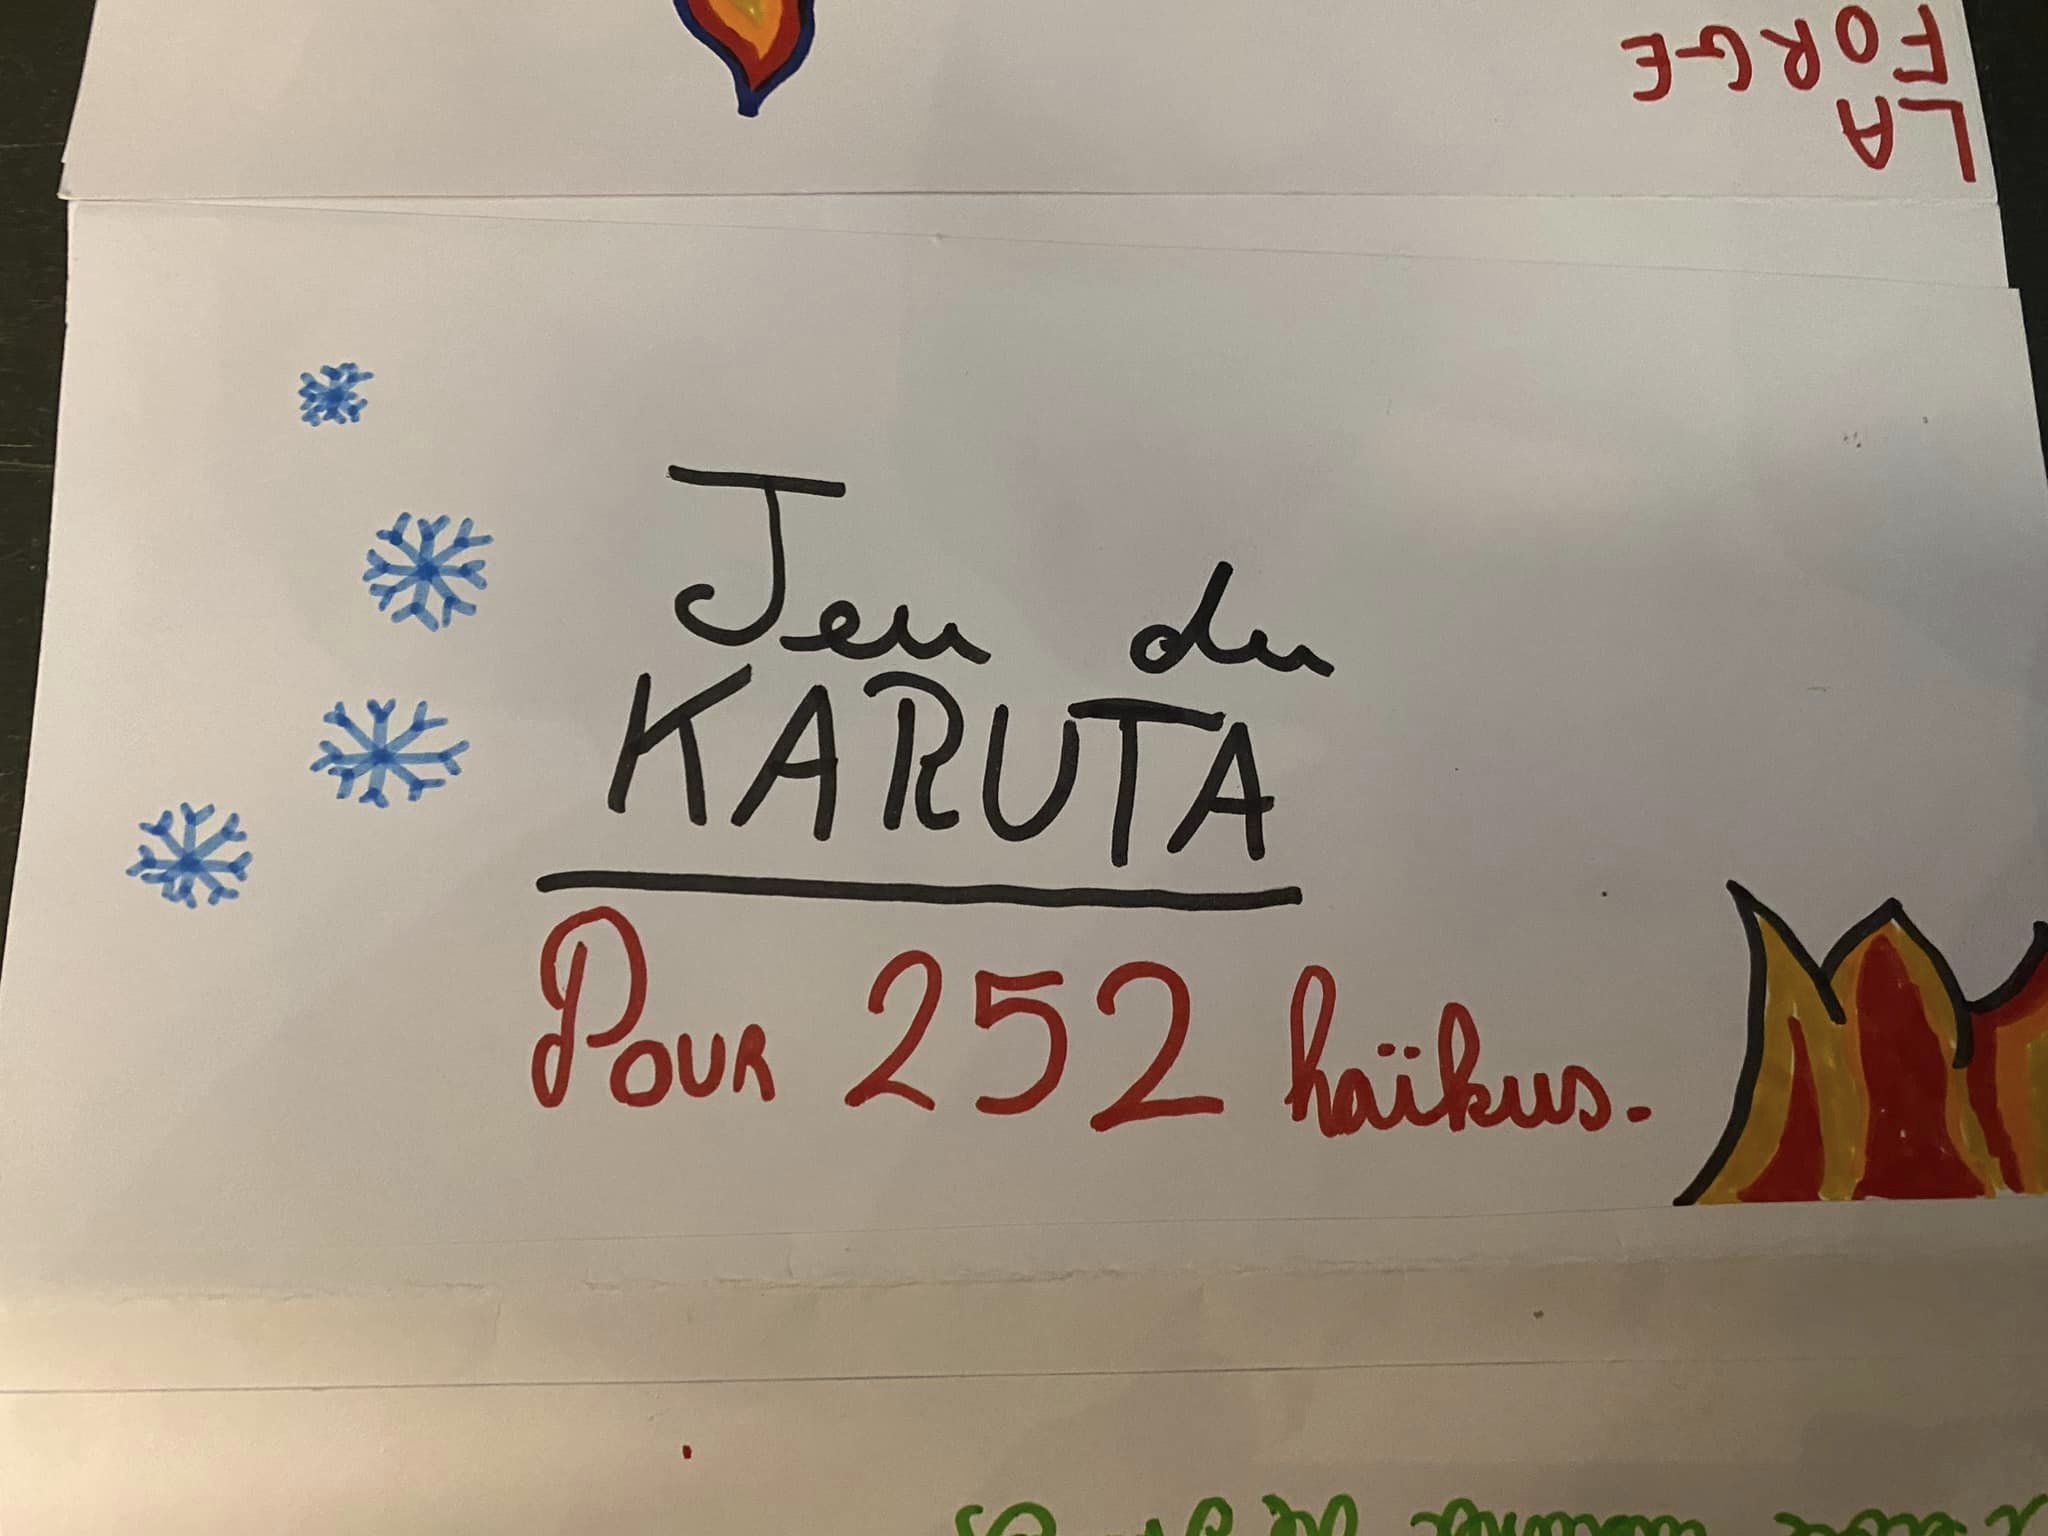 LA
FORGE
Jeu du
KARUTA
POUR 252 haïkus.